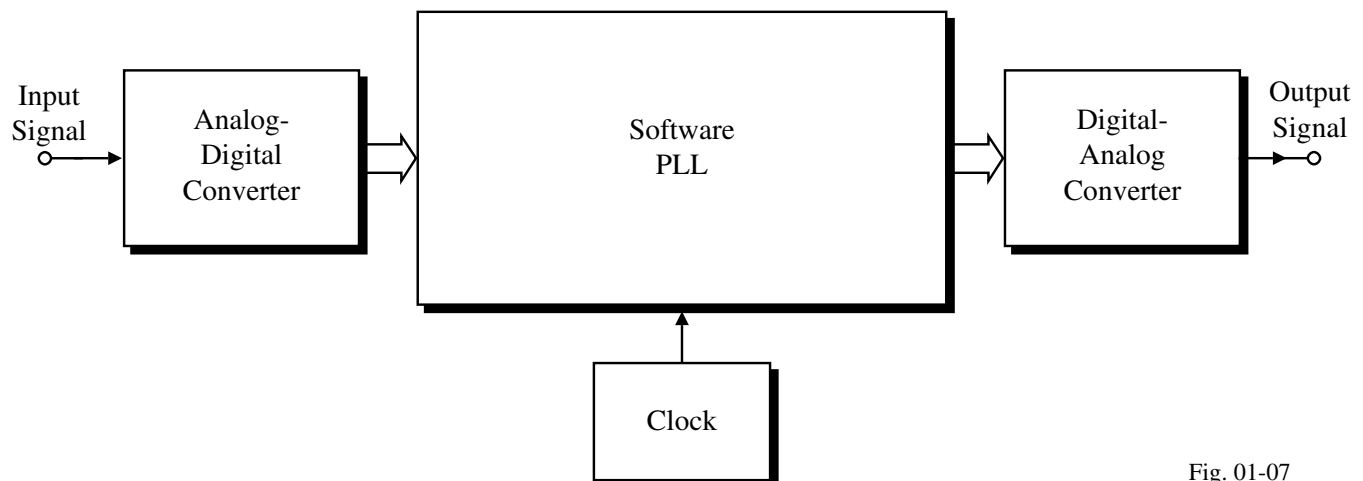 Input
Signal
Analog-
Digital
Converter
Software
PLL
Digital-
Analog
Converter
Output
Signal
Clock
Fig. 01-07